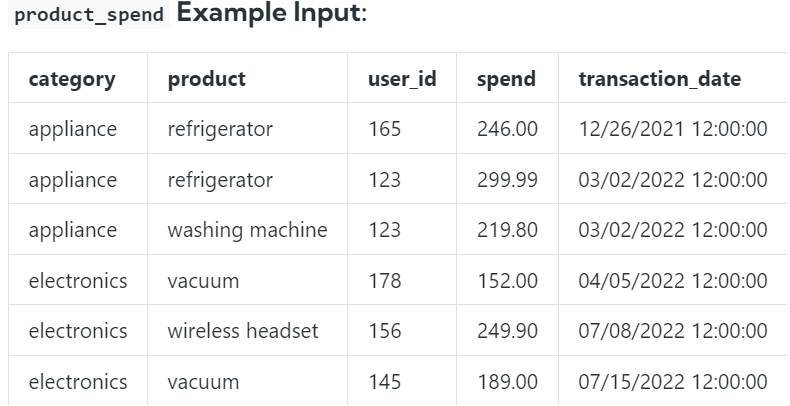 product_spend Example Input:
category product user_id spend transaction_date
appliance refrigerator 165 246.00 12/26/2021 12:00:00
appliance refrigerator 123 299.99 03/02/2022 12:00:00
appliance washing machine 123 219.80 03/02/2022 12:00:00
electronics vacuum 178 152.00 04/05/2022 12:00:00
electronics wireless headset 156 249.90 07/08/2022 12:00:00
electronics vacuum 145 189.00 07/15/2022 12:00:00